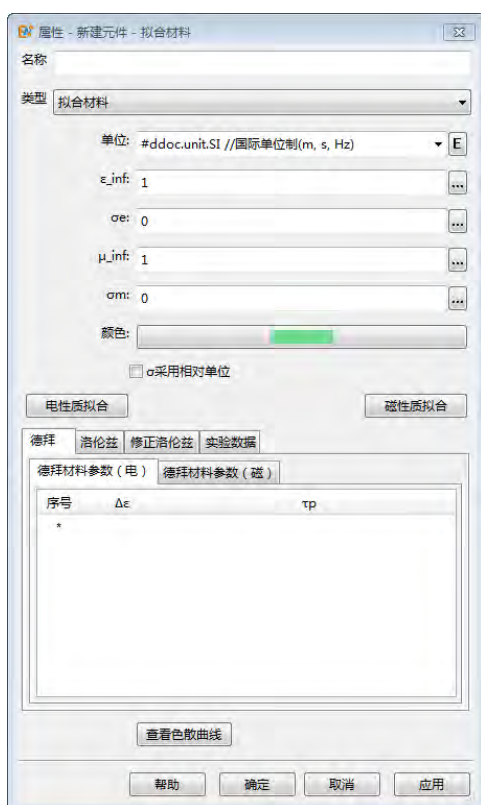 属性 - 新建元件 - 拟合材料
名称
类型 拟合材料
单位: #ddoc.unit.SI //国际单位制(m, s, Hz) E
ε_inf: 1 ...
σe: 0 ...
μ_inf: 1 ...
σm: 0 ...
颜色:
σ采用相对单位
电性质拟合 磁性质拟合
德拜 洛伦兹 修正洛伦兹 实验数据
德拜材料参数（电） 德拜材料参数（磁）
序号 Δε τp
*
查看色散曲线
帮助 确定 取消 应用